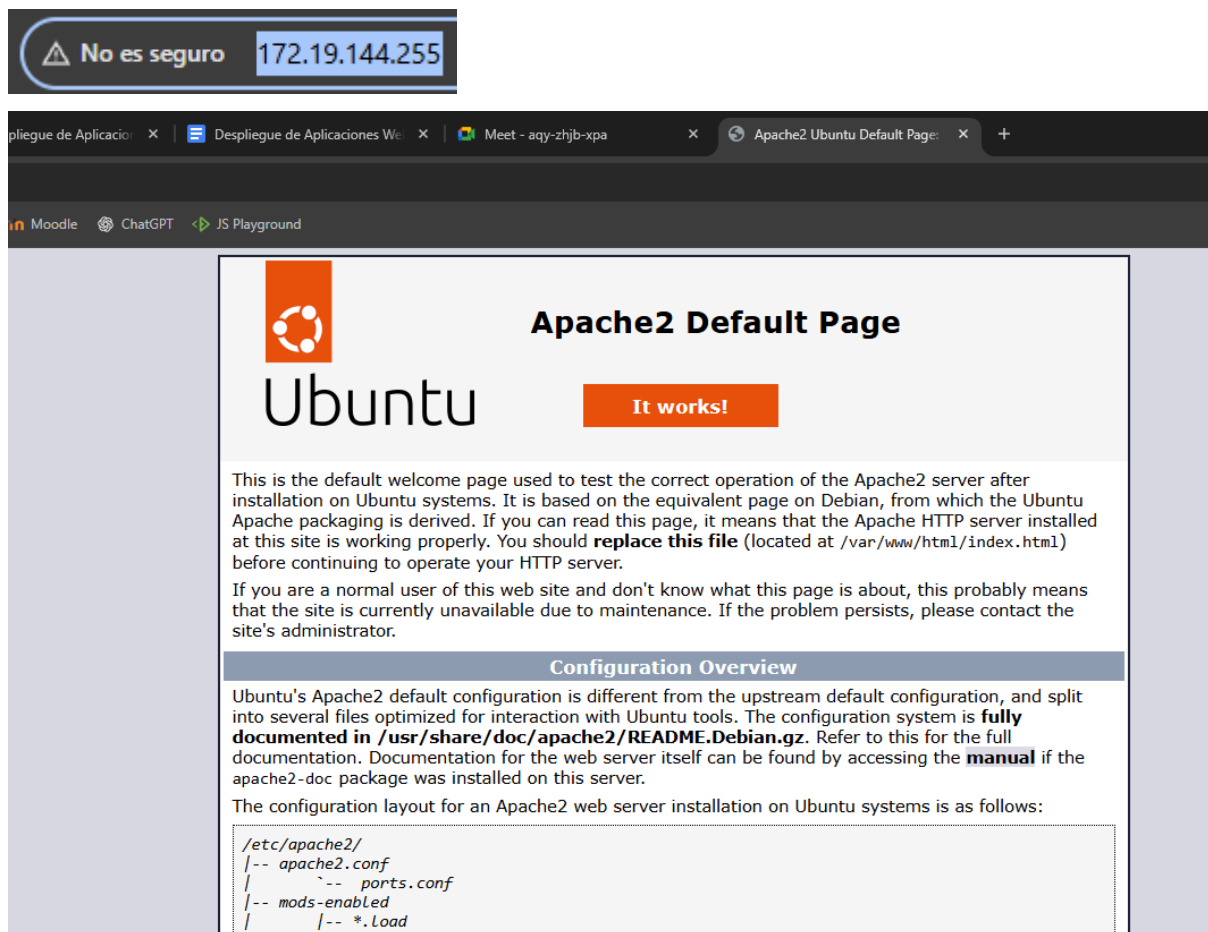 No es seguro 172.19.144.255
pliegue de Aplicacion Despliegue de Aplicaciones We Meet - aqy-zhjb-xpa Apache2 Ubuntu Default Page:
Moodle ChatGPT JS Playground
Apache2 Default Page
Ubuntu
It works!
This is the default welcome page used to test the correct operation of the Apache2 server after
installation on Ubuntu systems. It is based on the equivalent page on Debian, from which the Ubuntu
Apache packaging is derived. If you can read this page, it means that the Apache HTTP server installed
at this site is working properly. You should replace this file (located at /var/www/html/index.html)
before continuing to operate your HTTP server.
If you are a normal user of this web site and don't know what this page is about, this probably means
that the site is currently unavailable due to maintenance. If the problem persists, please contact the
site's administrator.
Configuration Overview
Ubuntu's Apache2 default configuration is different from the upstream default configuration, and split
into several files optimized for interaction with Ubuntu tools. The configuration system is fully
documented in /usr/share/doc/apache2/README.Debian.gz. Refer to this for the full
documentation. Documentation for the web server itself can be found by accessing the manual if the
apache2-doc package was installed on this server.
The configuration layout for an Apache2 web server installation on Ubuntu systems is as follows:
/etc/apache2/
|-- apache2.conf
|       `--  ports.conf
|-- mods-enabled
|       |-- *.load